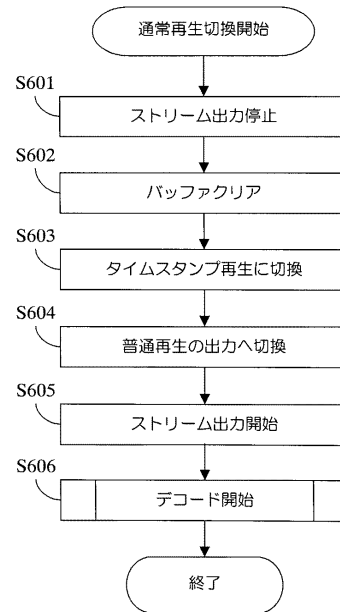 通常再生切換開始
S601
ストリーム出力停止
S602
バッファクリア
S603
タイムスタンプ再生に切換
S604
普通再生の出力へ切換
S605
ストリーム出力開始
S606
デコード開始
終了